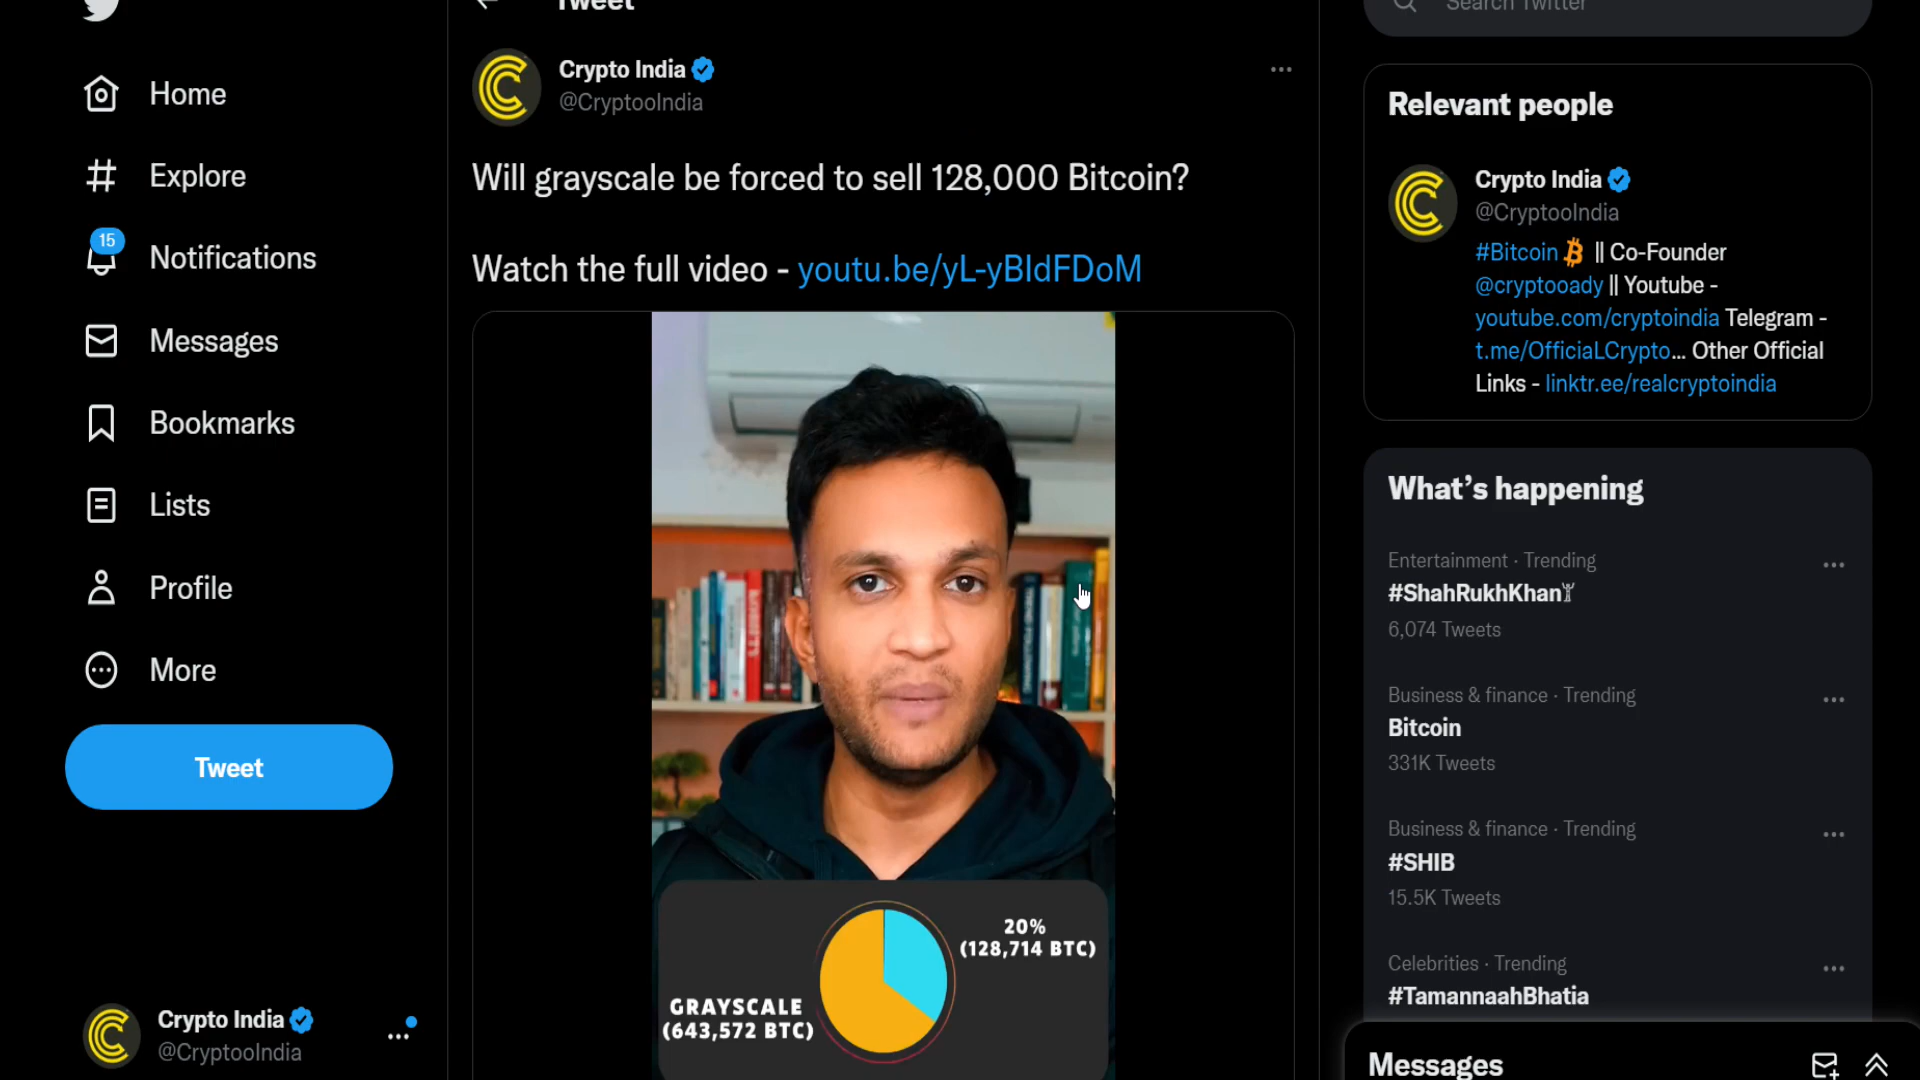 Tweet
Search Twitter
Home
Explore
15
Notifications
Messages
Bookmarks
Lists
Profile
More
Tweet
Crypto India
@CryptooIndia
Crypto India
@CryptooIndia
Will grayscale be forced to sell 128,000 Bitcoin?
Watch the full video - youtu.be/yL-yBIdFDoM
20%
(128,714 BTC)
GRAYSCALE
(643,572 BTC)
Relevant people
Crypto India
@CryptooIndia
#Bitcoin || Co-Founder
@cryptooady || Youtube -
youtube.com/cryptoindia Telegram -
t.me/OfficiaLCrypto... Other Official
Links - linktr.ee/realcryptoindia
What's happening
Entertainment · Trending
#ShahRukhKhan
6,074 Tweets
Business & finance · Trending
Bitcoin
331K Tweets
Business & finance · Trending
#SHIB
15.5K Tweets
Celebrities · Trending
#TamannaahBhatia
Messages